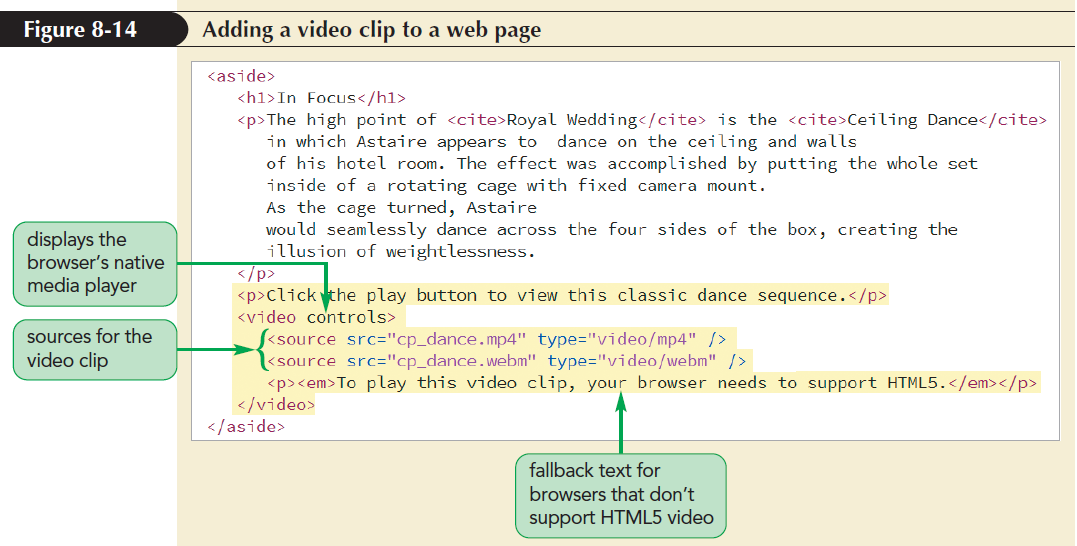 Figure 8-14
Adding a video clip to a web page
<aside>
<h1>In Focus</h1>
<p>The high point of <cite>Royal Wedding</cite> is the <cite>Ceiling Dance</cite>
in which Astaire appears to  dance on the ceiling and walls
of his hotel room. The effect was accomplished by putting the whole set
inside of a rotating cage with fixed camera mount.
As the cage turned, Astaire
would seamlessly dance across the four sides of the box, creating the
illusion of weightlessness.
</p>
<p>Click the play button to view this classic dance sequence.</p>
<video controls>
<source src="cp_dance.mp4" type="video/mp4" />
<source src="cp_dance.webm" type="video/webm" />
<p><em>To play this video clip, your browser needs to support HTML5.</em></p>
</video>
</aside>
displays the
browser's native
media player
sources for the
video clip
fallback text for
browsers that don't
support HTML5 video